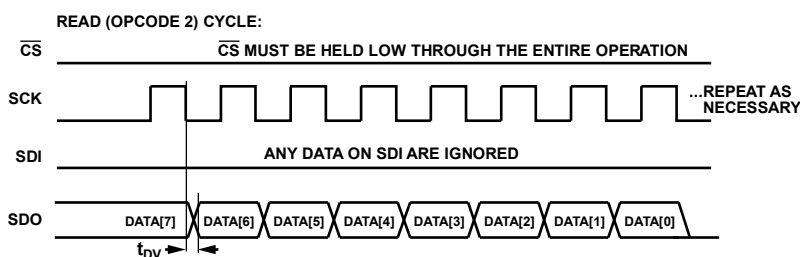 READ (OPCODE 2) CYCLE:
CS CS MUST BE HELD LOW THROUGH THE ENTIRE OPERATION
SCK ...REPEAT AS
NECESSARY
SDI ANY DATA ON SDI ARE IGNORED
SDO DATA[7] DATA[6] DATA[5] DATA[4] DATA[3] DATA[2] DATA[1] DATA[0]
tDV